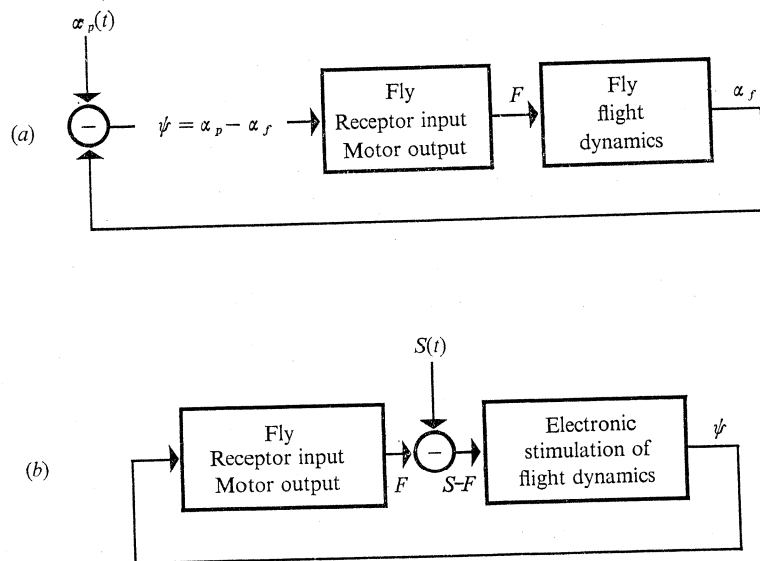 α_p(t)
(a)
ψ = α_p − α_f
Fly
Receptor input
Motor output
F
Fly
flight
dynamics
α_f
S(t)
(b)
Fly
Receptor input
Motor output
F
S−F
Electronic
stimulation of
flight dynamics
ψ